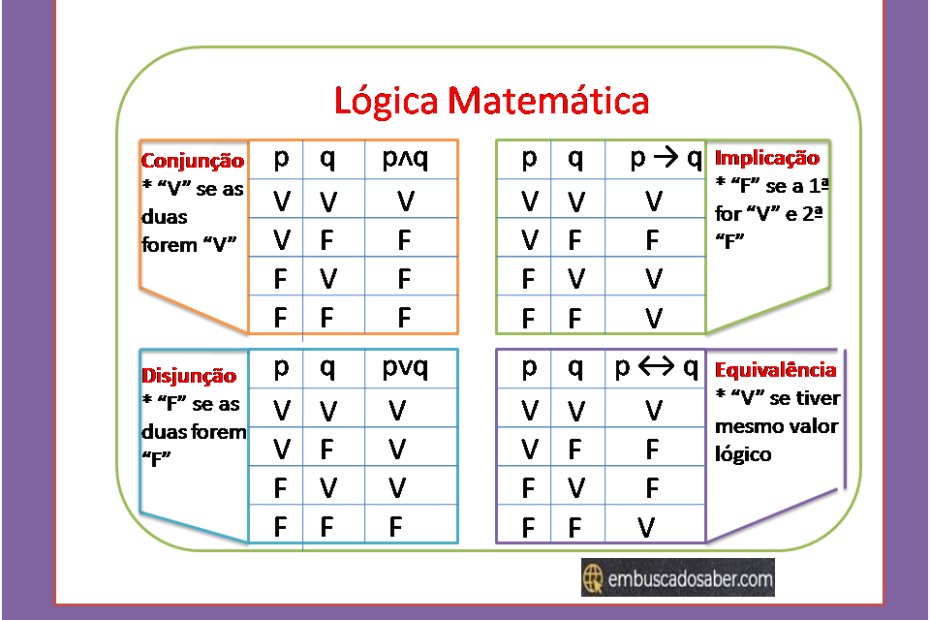 Lógica Matemática
Conjunção
* “V” se as
duas
forem “V”
p q p∧q
V V V
V F F
F V F
F F F
p q p → q
V V V
V F F
F V V
F F V
Implicação
* “F” se a 1ª
for “V” e 2ª
“F”
Disjunção
* “F” se as
duas forem
“F”
p q p∨q
V V V
V F V
F V V
F F F
p q p ↔ q
V V V
V F F
F V F
F F V
Equivalência
* “V” se tiver
mesmo valor
lógico
embuscadosaber.com